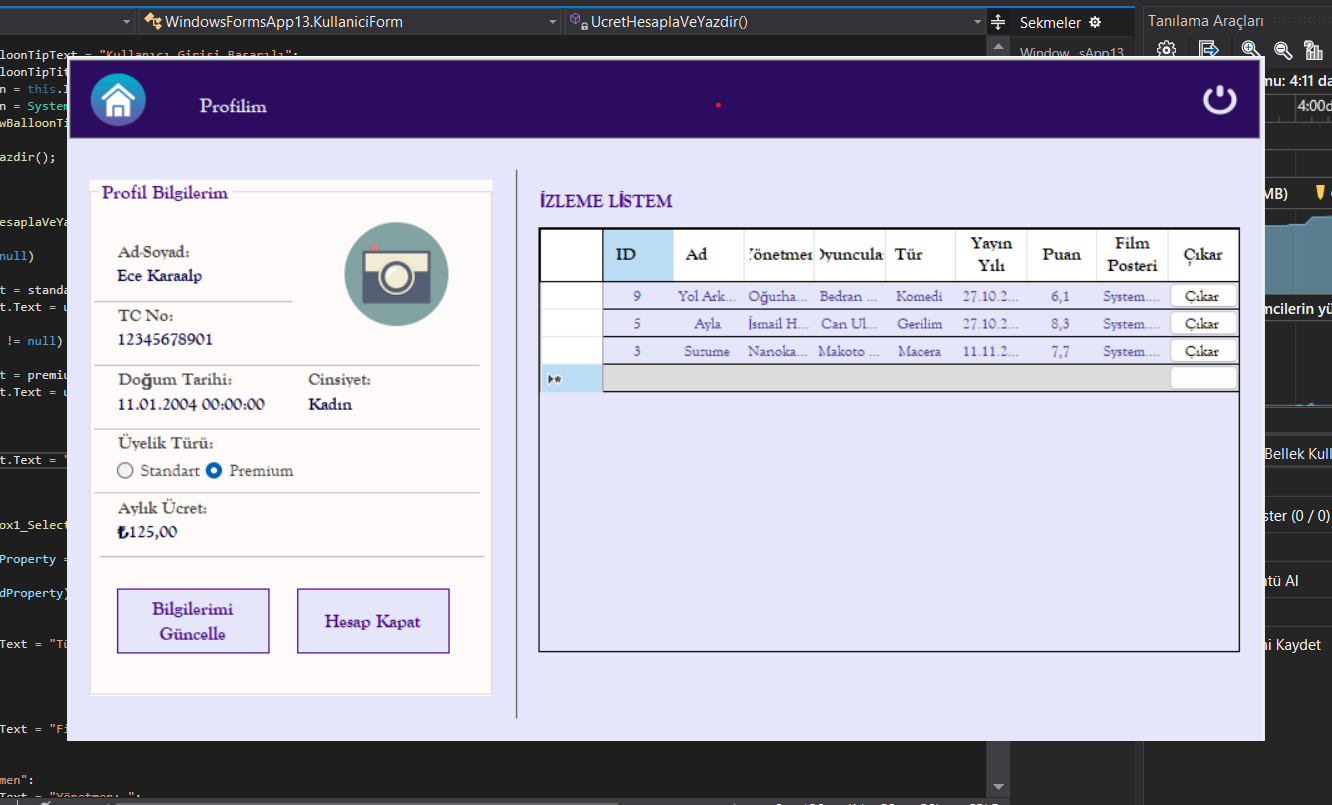 WindowsFormsApp13.KullaniciForm
UcretHesaplaVeYazdir()
Sekmeler
Tanılama Araçları
Window...sApp13
loonTipText = "Kullanıcı Girişi Başarılı";
loonTipTit
n = this.I
n = System
wBalloonTi
azdir();
esaplaVeYa
null)
t = standa
t.Text = u
!= null)
t = premiu
t.Text = u
t.Text = "
ox1_Select
Property =
dProperty)
Text = "Tü
Text = "Fi
men":
Text = "Yönetmen: ";
Profilim
Profil Bilgilerim
Ad-Soyad:
Ece Karaalp
TC No:
12345678901
Doğum Tarihi: Cinsiyet:
11.01.2004 00:00:00 Kadın
Üyelik Türü:
Standart Premium
Aylık Ücret:
₺125,00
Bilgilerimi
Güncelle
Hesap Kapat
İZLEME LİSTEM
ID Ad Yönetmen Oyuncula Tür Yayın Yılı Puan Film Posteri Çıkar
9 Yol Ark... Oğuzha... Bedran ... Komedi 27.10.2... 6,1 System.... Çıkar
5 Ayla İsmail H... Can Ul... Gerilim 27.10.2... 8,3 System.... Çıkar
3 Suzume Nanoka... Makoto ... Macera 11.11.2... 7,7 System.... Çıkar
mu: 4:11 da
4:00d
MB)
mcilerin yü
Bellek Kull
ster (0 / 0)
ntü Al
ni Kaydet